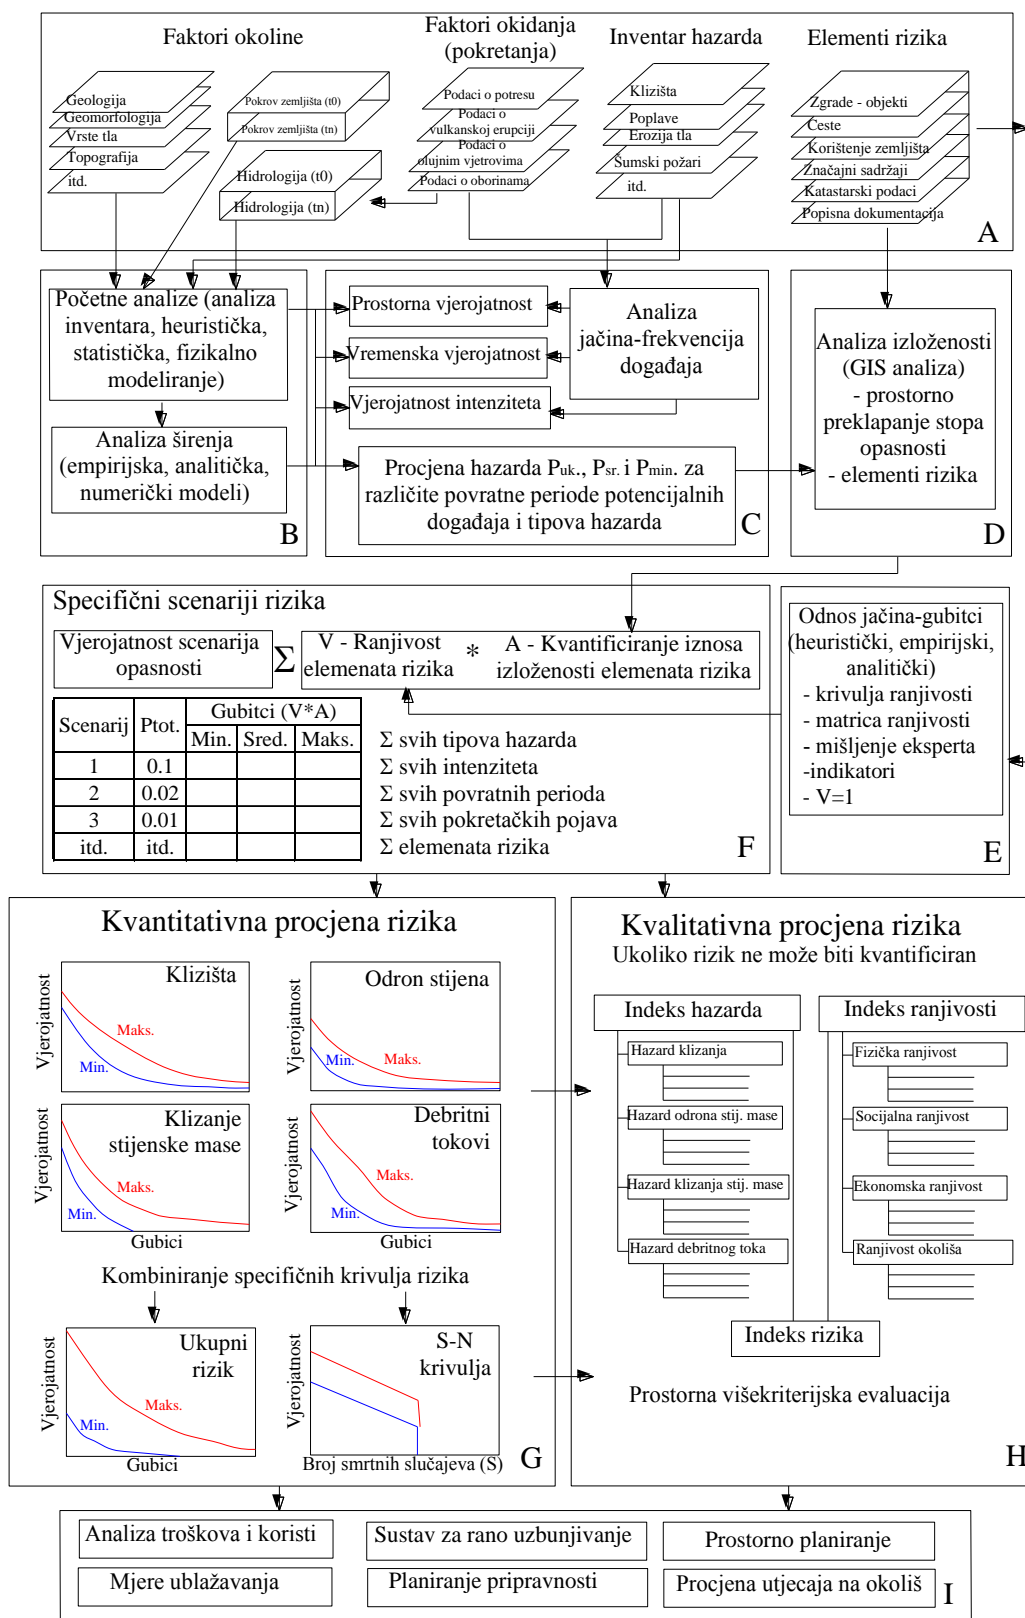 Faktori okoline
Faktori okidanja
(pokretanja)
Inventar hazarda
Elementi rizika
Geologija
Geomorfologija
Vrste tla
Topografija
itd.
Pokrov zemljišta (t0)
Pokrov zemljišta (tn)
Hidrologija (t0)
Hidrologija (tn)
Podaci o potresu
Podaci o
vulkanskoj erupciji
Podaci o
olujnim vjetrovima
Podaci o oborinama
Klizišta
Poplave
Erozija tla
Šumski požari
itd.
Zgrade - objekti
Ceste
Korištenje zemljišta
Značajni sadržaji
Katastarski podaci
Popisna dokumentacija
A
Početne analize (analiza
inventara, heuristička,
statistička, fizikalno
modeliranje)
Analiza širenja
(empirijska, analitička,
numerički modeli)
B
Prostorna vjerojatnost
Vremenska vjerojatnost
Vjerojatnost intenziteta
Analiza
jačina-frekvencija
događaja
Procjena hazarda Puk., Psr. i Pmin. za
različite povratne periode potencijalnih
događaja i tipova hazarda
C
Analiza izloženosti
(GIS analiza)
- prostorno
preklapanje stopa
opasnosti
- elementi rizika
D
Specifični scenariji rizika
Vjerojatnost scenarija
opasnosti
Σ
V - Ranjivost
elemenata rizika
*
A - Kvantificiranje iznosa
izloženosti elemenata rizika
Scenarij Ptot. Gubitci (V*A)
Min. Sred. Maks.
1 0.1
2 0.02
3 0.01
itd. itd.
Σ svih tipova hazarda
Σ svih intenziteta
Σ svih povratnih perioda
Σ svih pokretačkih pojava
Σ elemenata rizika
F
Odnos jačina-gubitci
(heuristički, empirijski,
analitički)
- krivulja ranjivosti
- matrica ranjivosti
- mišljenje eksperta
-indikatori
- V=1
E
Kvantitativna procjena rizika
Vjerojatnost
Klizišta
Maks.
Min.
Vjerojatnost
Odron stijena
Maks.
Min.
Vjerojatnost
Klizanje
stijenske mase
Maks.
Min.
Gubici
Vjerojatnost
Debritni
tokovi
Maks.
Min.
Gubici
Kombiniranje specifičnih krivulja rizika
Vjerojatnost
Ukupni
rizik
Maks.
Min.
Gubici
Vjerojatnost
S-N
krivulja
Broj smrtnih slučajeva (S)
G
Kvalitativna procjena rizika
Ukoliko rizik ne može biti kvantificiran
Indeks hazarda
Hazard klizanja
Hazard odrona stij. mase
Hazard klizanja stij. mase
Hazard debritnog toka
Indeks ranjivosti
Fizička ranjivost
Socijalna ranjivost
Ekonomska ranjivost
Ranjivost okoliša
Indeks rizika
Prostorna višekriterijska evaluacija
H
Analiza troškova i koristi
Sustav za rano uzbunjivanje
Prostorno planiranje
Mjere ublažavanja
Planiranje pripravnosti
Procjena utjecaja na okoliš
I